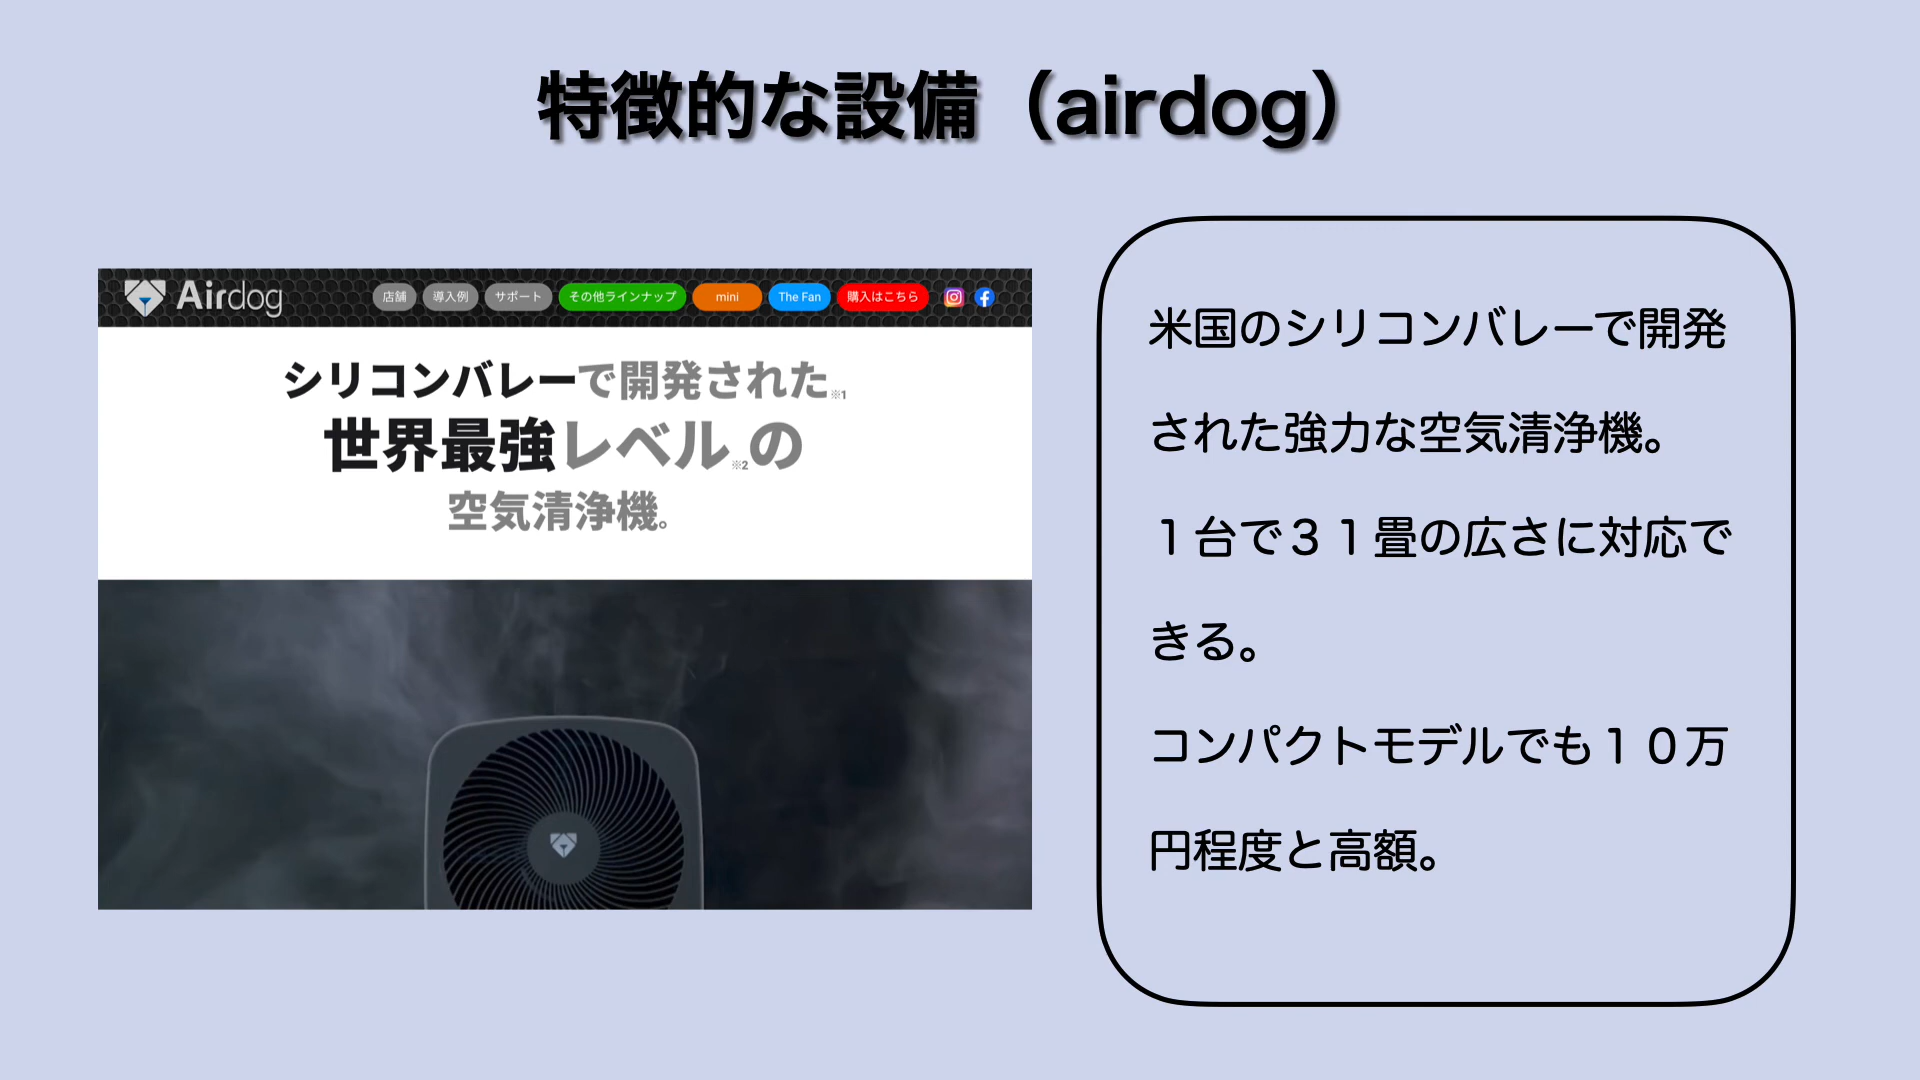 特徴的な設備（airdog）
Airdog
店舗 導入例 サポート その他ラインナップ mini The Fan 購入はこちら
シリコンバレーで開発された※1
世界最強レベル※2の
空気清浄機。
米国のシリコンバレーで開発
された強力な空気清浄機。
１台で３１畳の広さに対応で
きる。
コンパクトモデルでも１０万
円程度と高額。